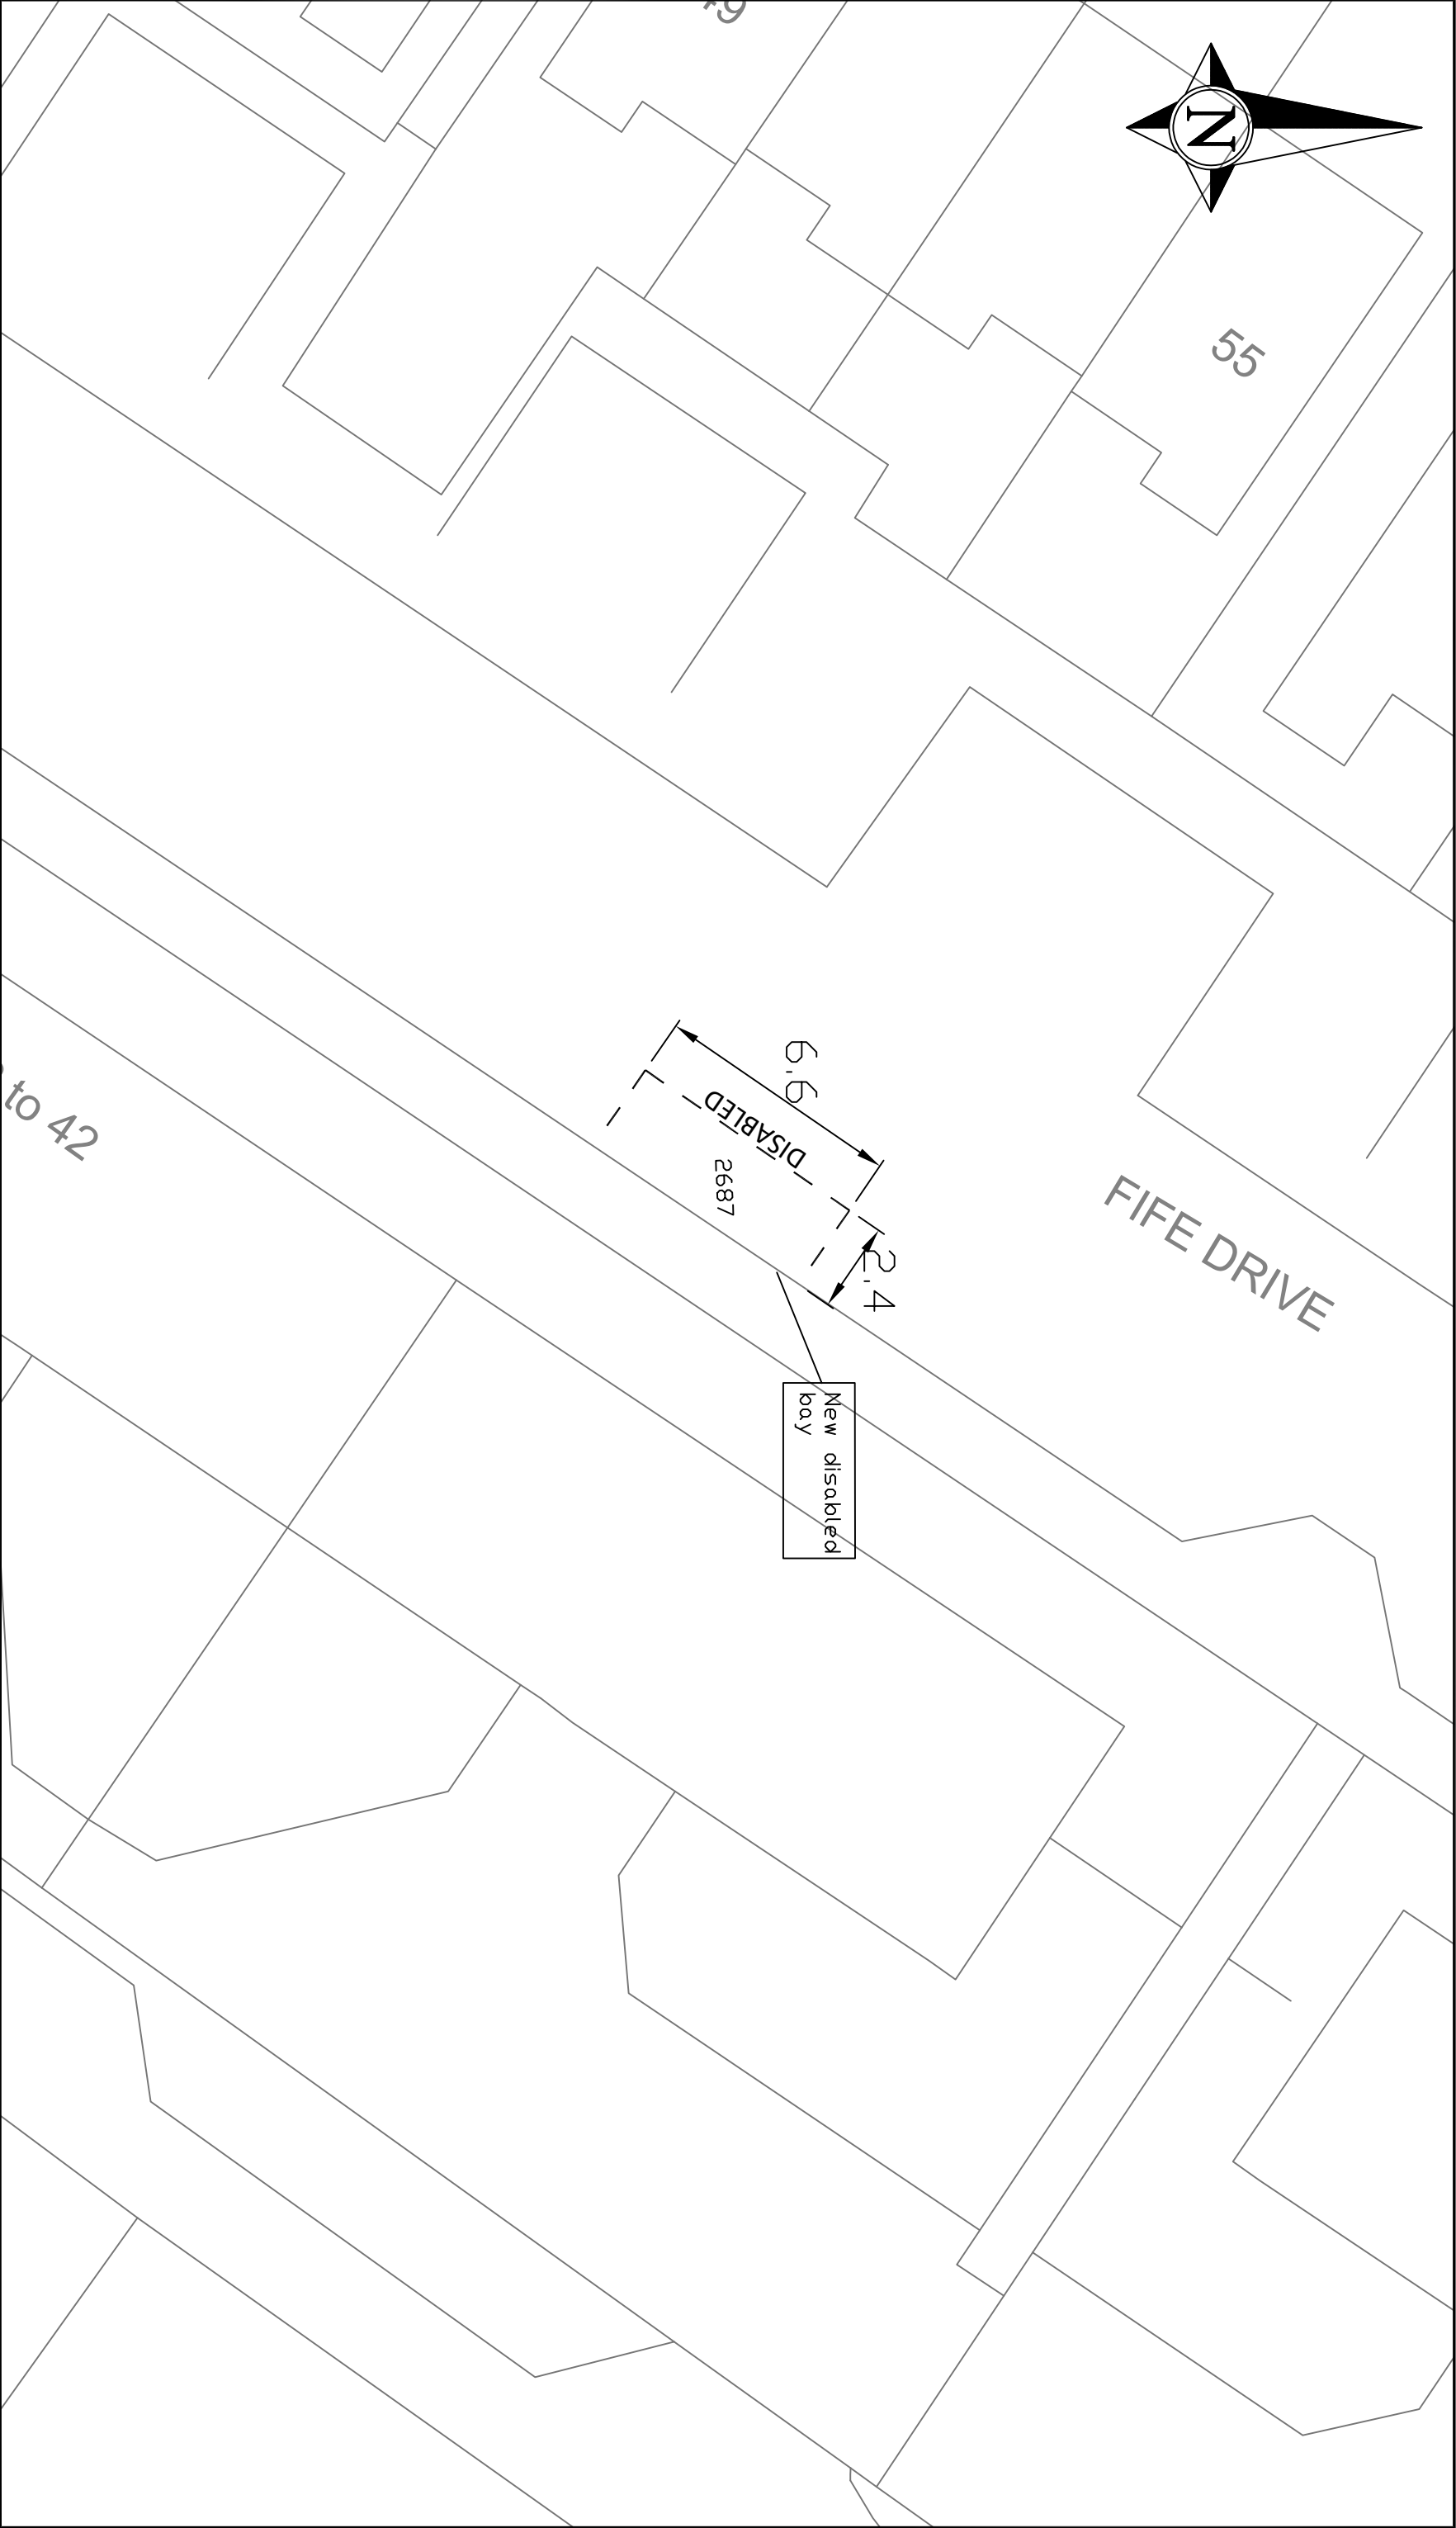 N
55
FIFE DRIVE
6.6
DISABLED
2687
2.4
New disabled
bay
to 42